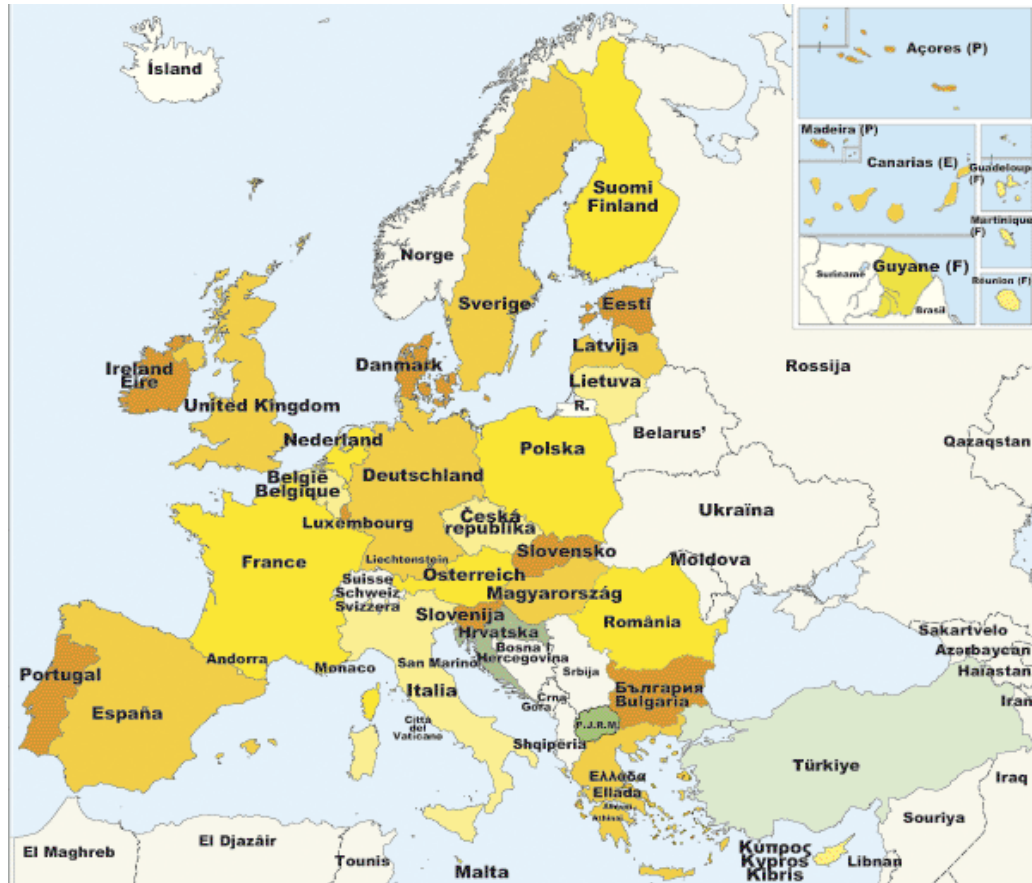 Ísland
Açores (P)
Madeira (P)
Canarias (E)
Guadeloupe
(F)
Martinique
(F)
Suriname
Guyane (F)
Brasil
Réunion (F)
Suomi
Finland
Norge
Sverige
Eesti
Latvija
Lietuva
R.
Rossija
Danmark
Ireland
Éire
United Kingdom
Nederland
België
Belgique
Deutschland
Polska
Belarus'
Qazaqstan
Luxembourg
Česká
republika
Ukraïna
France
Liechtenstein
Slovensko
Moldova
Suisse
Schweiz
Svizzera
Österreich
Magyarország
Slovenija
Hrvatska
România
Bosna i
Hercegovina
Srbija
Sakartvelo
Azərbaycan
Haïastan
Iran
Andorra
Monaco
San Marino
Portugal
España
Italia
Città
del
Vaticano
Crna
Gora
България
Bulgaria
P.J.R.M.
Shqipëria
Türkiye
Iraq
Ελλάδα
Ellada
Souriya
El Maghreb
El Djazâir
Tounis
Malta
Κύπρος
Kypros
Kibris
Libnan